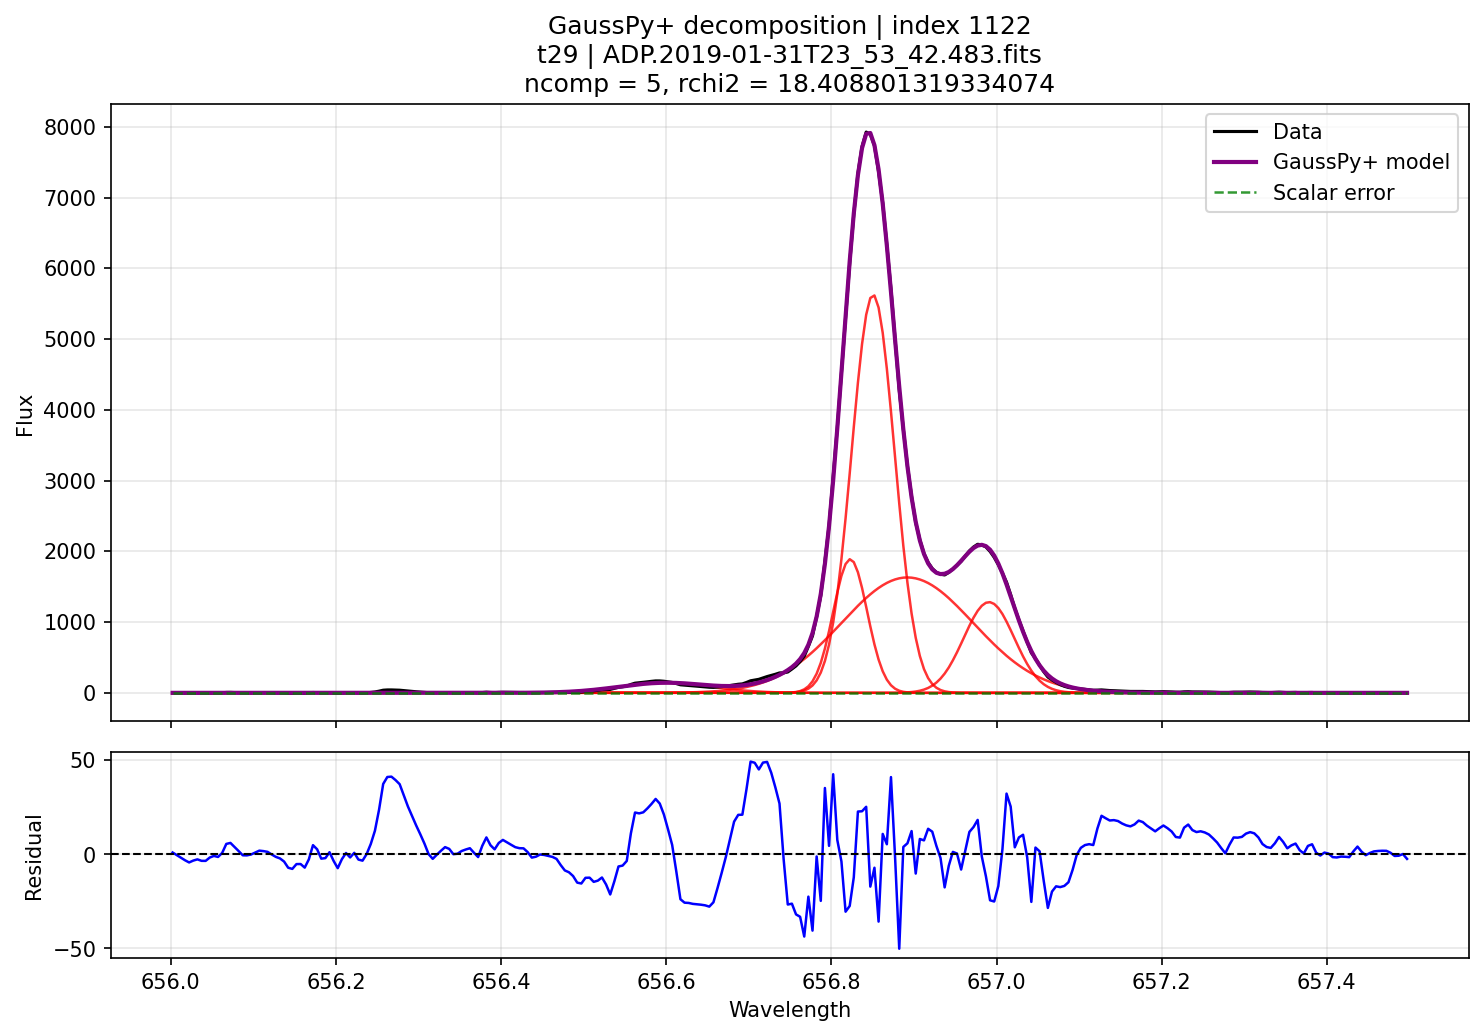 GaussPy+ decomposition | index 1122
t29 | ADP.2019-01-31T23_53_42.483.fits
ncomp = 5, rchi2 = 18.408801319334074
Data
GaussPy+ model
Scalar error
8000
7000
6000
5000
4000
3000
2000
1000
0
Flux
50
0
−50
Residual
656.0
656.2
656.4
656.6
656.8
657.0
657.2
657.4
Wavelength